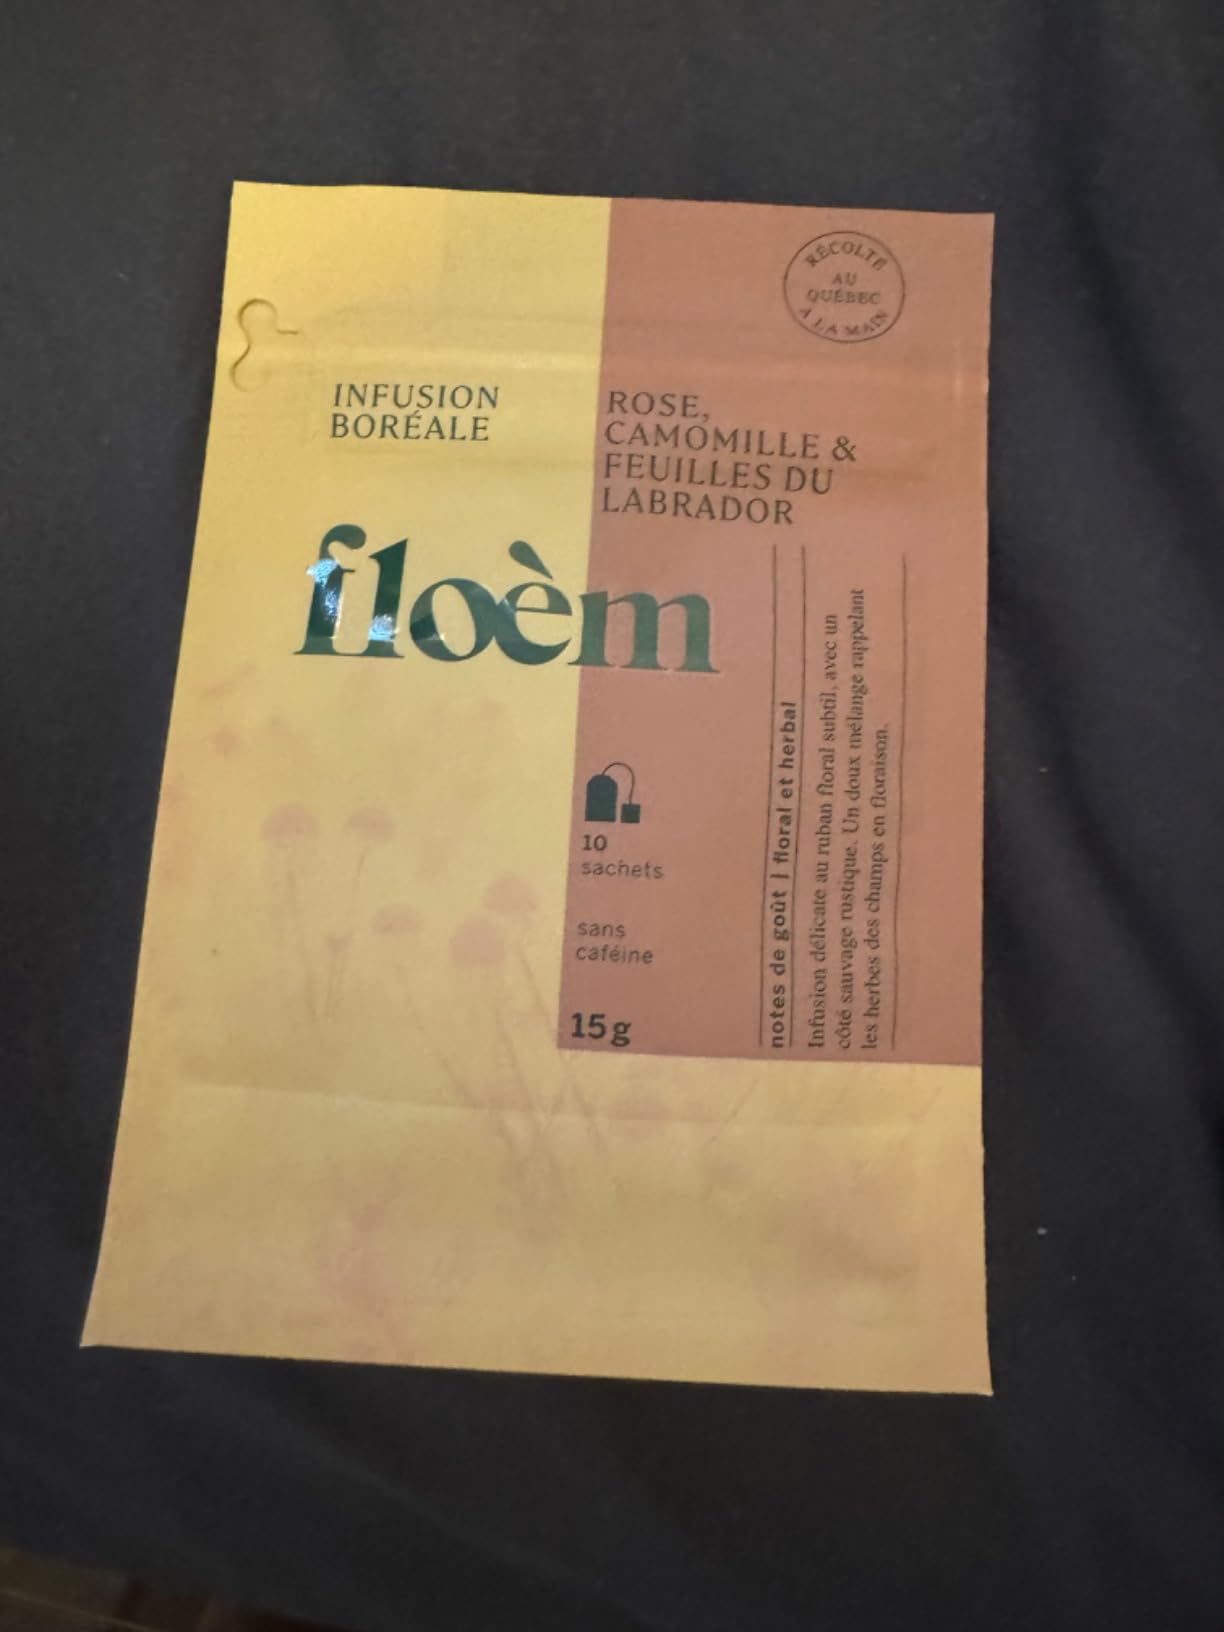 RÉCOLTÉ
AU
QUÉBEC
À LA MAIN
INFUSION
BORÉALE
ROSE,
CAMOMILLE &
FEUILLES DU
LABRADOR
floèm
10
sachets
sans
caféine
15g
notes de goût | floral et herbal
Infusion délicate au ruban floral subtil, avec un
côté sauvage rustique. Un doux mélange rappelant
les herbes des champs en floraison.